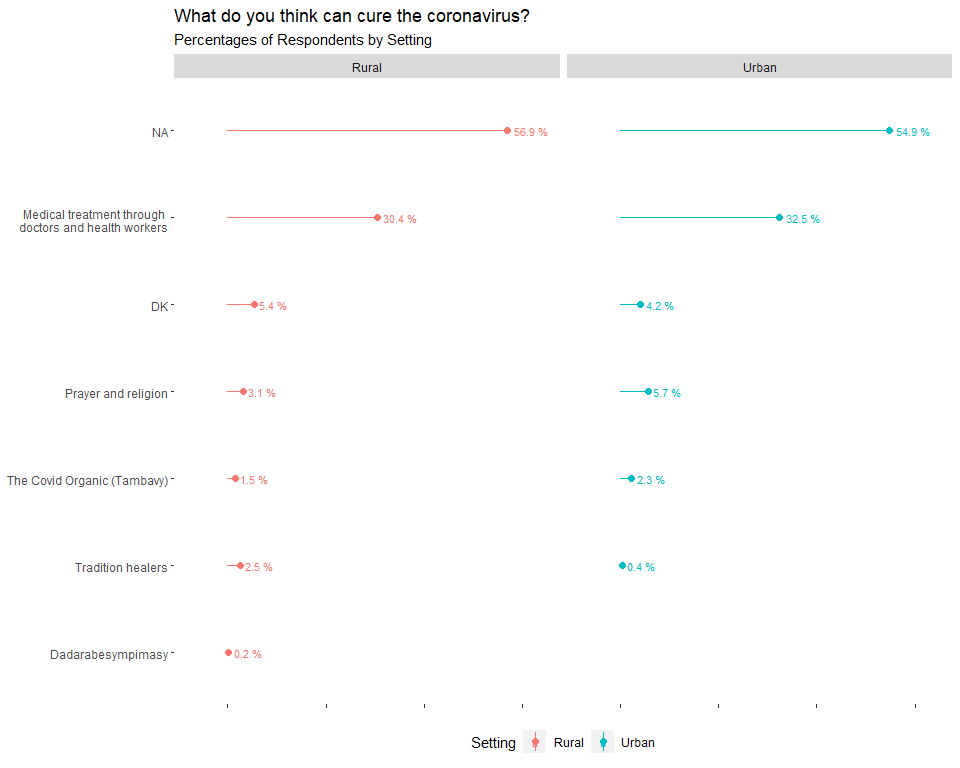 What do you think can cure the coronavirus?
Percentages of Respondents by Setting
Rural
Urban
NA
56.9 %
54.9 %
Medical treatment through
doctors and health workers
30.4 %
32.5 %
DK
5.4 %
4.2 %
Prayer and religion
3.1 %
5.7 %
The Covid Organic (Tambavy)
1.5 %
2.3 %
Tradition healers
2.5 %
0.4 %
Dadarabesympimasy
0.2 %
Setting
Rural
Urban